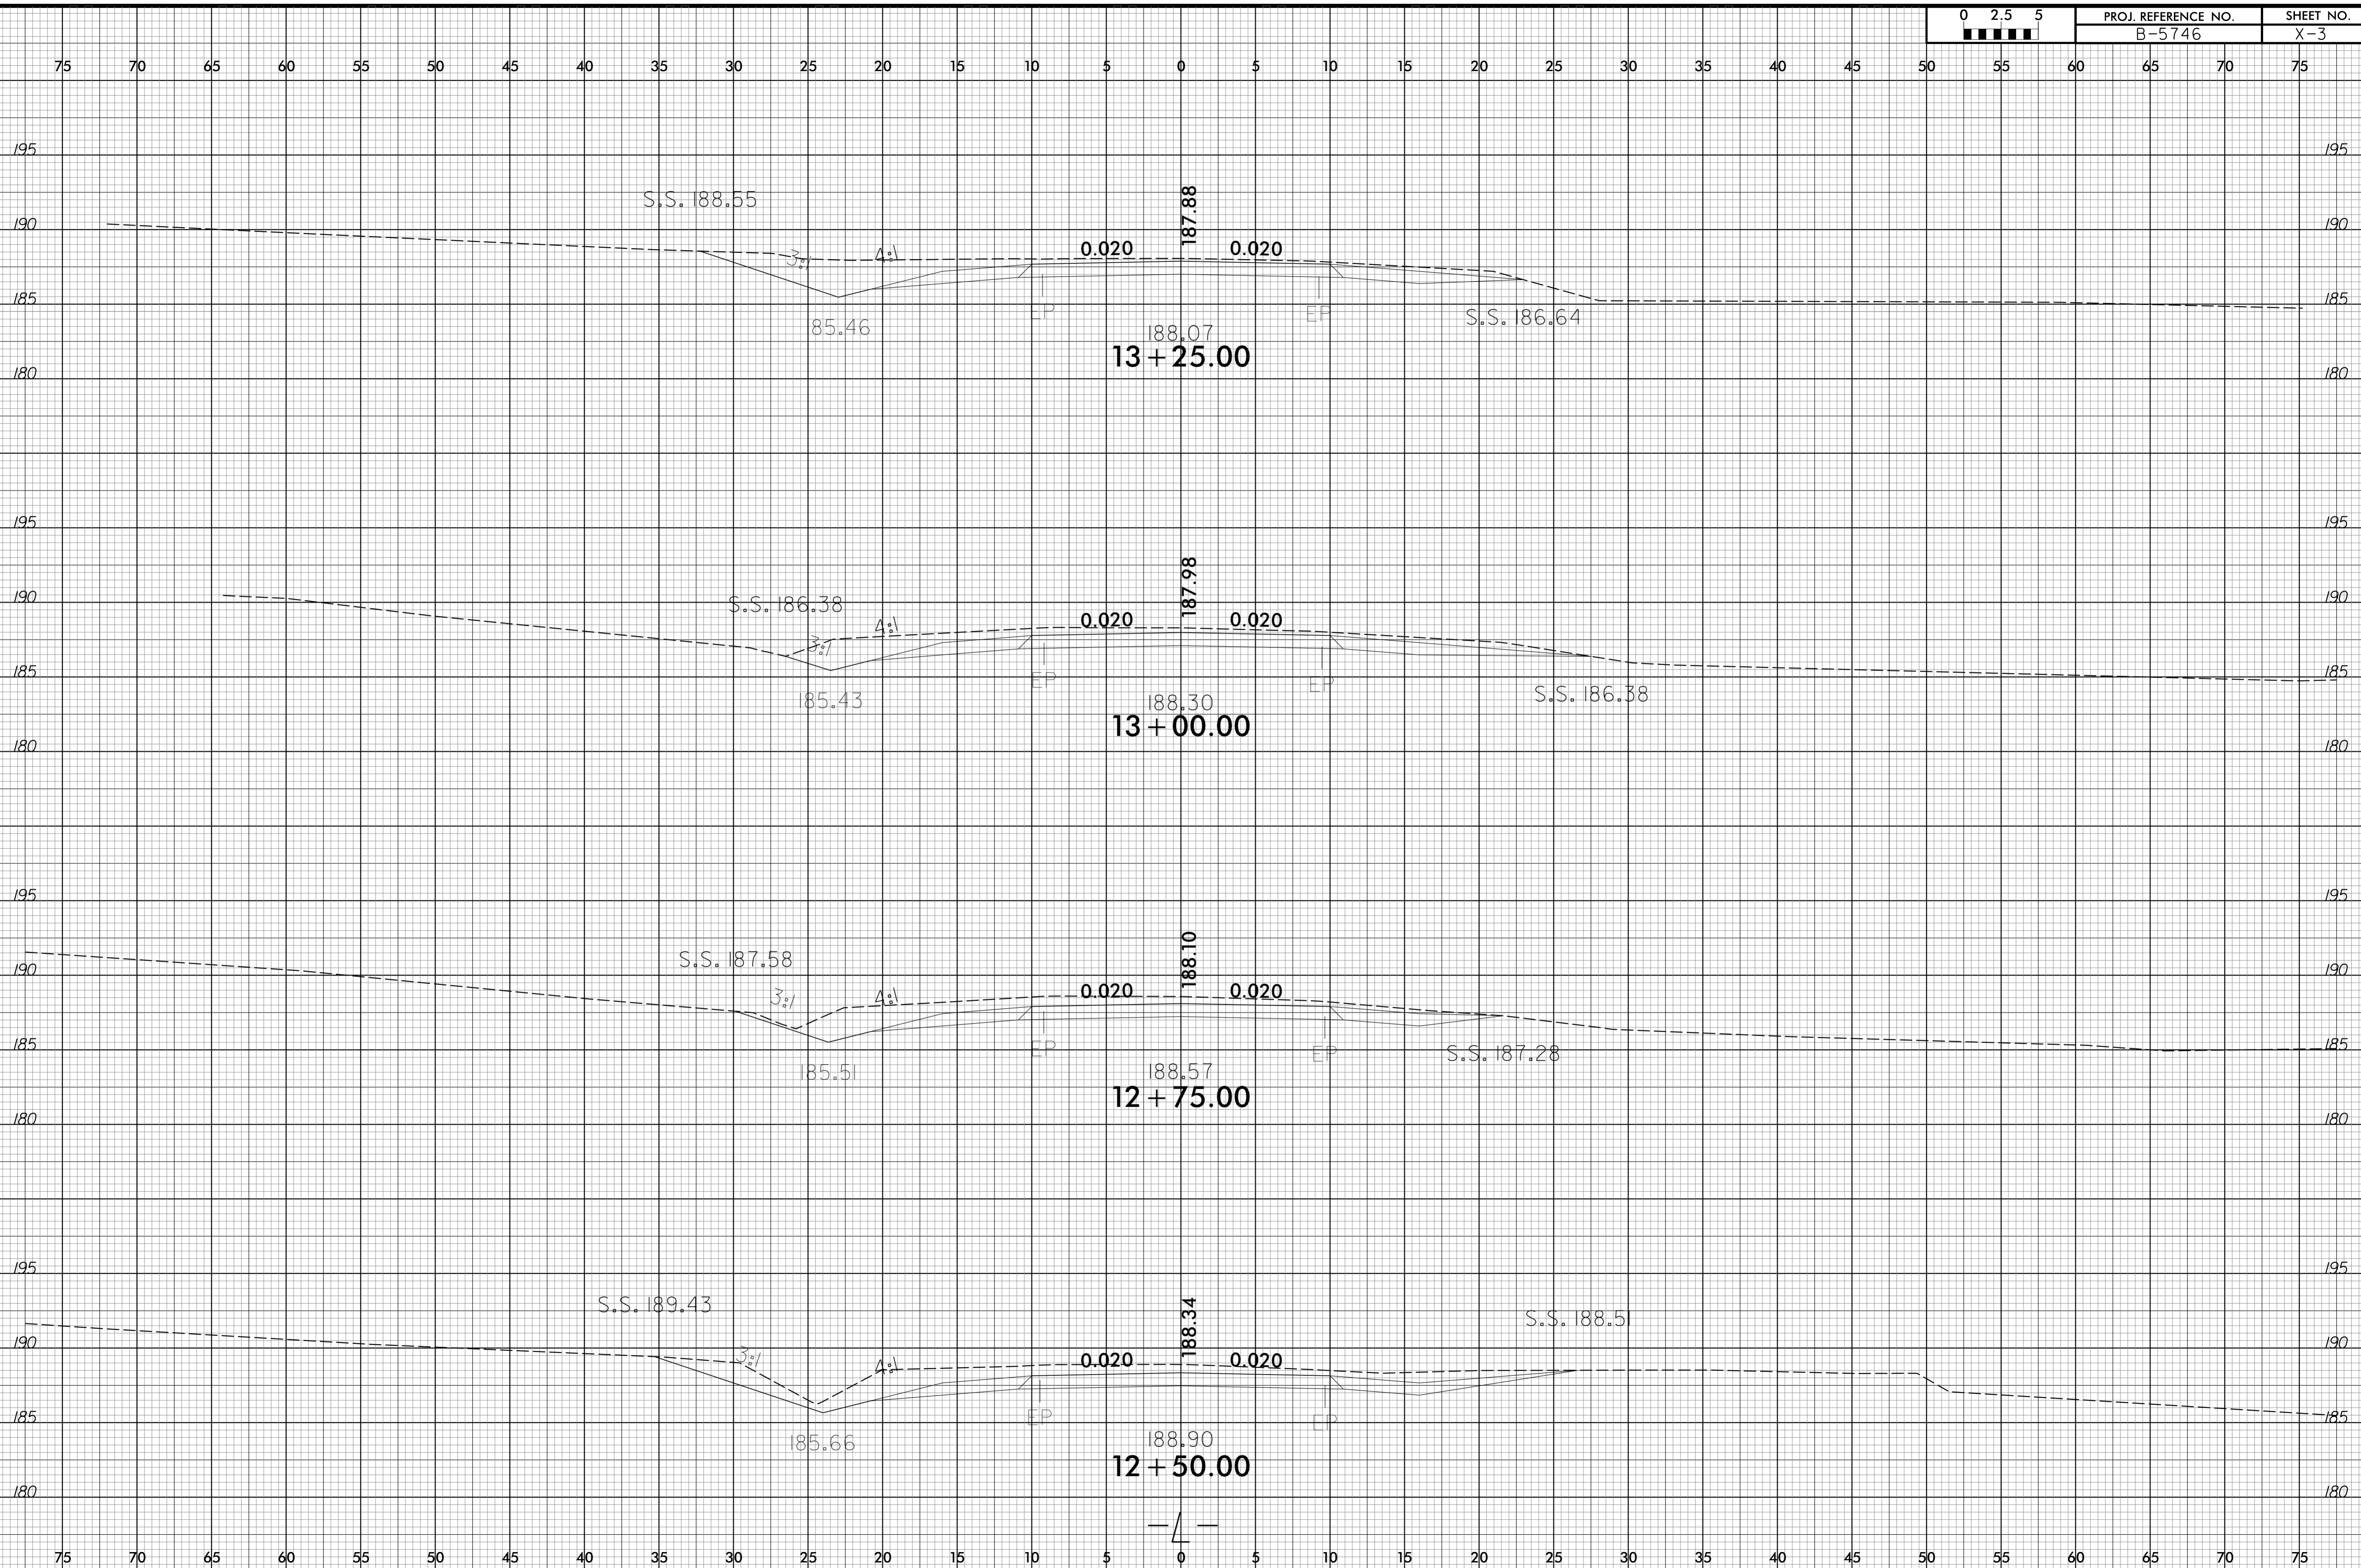 0 2.5 5
PROJ. REFERENCE NO. SHEET NO.
B-5746 X-3
75 70 65 60 55 50 45 40 35 30 25 20 15 10 5 0 5 10 15 20 25 30 35 40 45 50 55 60 65 70 75
195 195
S.S. 188.55
187.88
190 190
3:1 4:1 0.020 0.020
185 185
EP EP
85.46 S.S. 186.64
188.07
13+25.00
180 180
195 195
187.98
190 190
S.S. 186.38
3:1 4:1 0.020 0.020
185 185
EP EP
185.43 S.S. 186.38
188.30
13+00.00
180 180
195 195
188.10
S.S. 187.58
190 190
3:1 4:1 0.020 0.020
185 185
EP EP
S.S. 187.28
185.51 188.57
12+75.00
180 180
195 195
S.S. 189.43 188.34 S.S. 188.51
190 190
3:1 4:1 0.020 0.020
185 185
EP EP
185.66 188.90
12+50.00
180 180
-L-
75 70 65 60 55 50 45 40 35 30 25 20 15 10 5 0 5 10 15 20 25 30 35 40 45 50 55 60 65 70 75